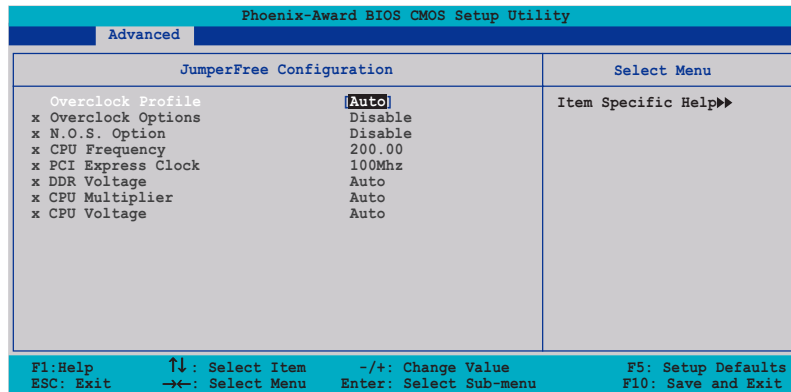 Phoenix-Award BIOS CMOS Setup Utility
Advanced
JumperFree Configuration
Select Menu
Overclock Profile [Auto]
x Overclock Options Disable
x N.O.S. Option Disable
x CPU Frequency 200.00
x PCI Express Clock 100Mhz
x DDR Voltage Auto
x CPU Multiplier Auto
x CPU Voltage Auto
Item Specific Help▶▶
F1:Help ↑↓: Select Item -/+: Change Value F5: Setup Defaults
ESC: Exit →←: Select Menu Enter: Select Sub-menu F10: Save and Exit